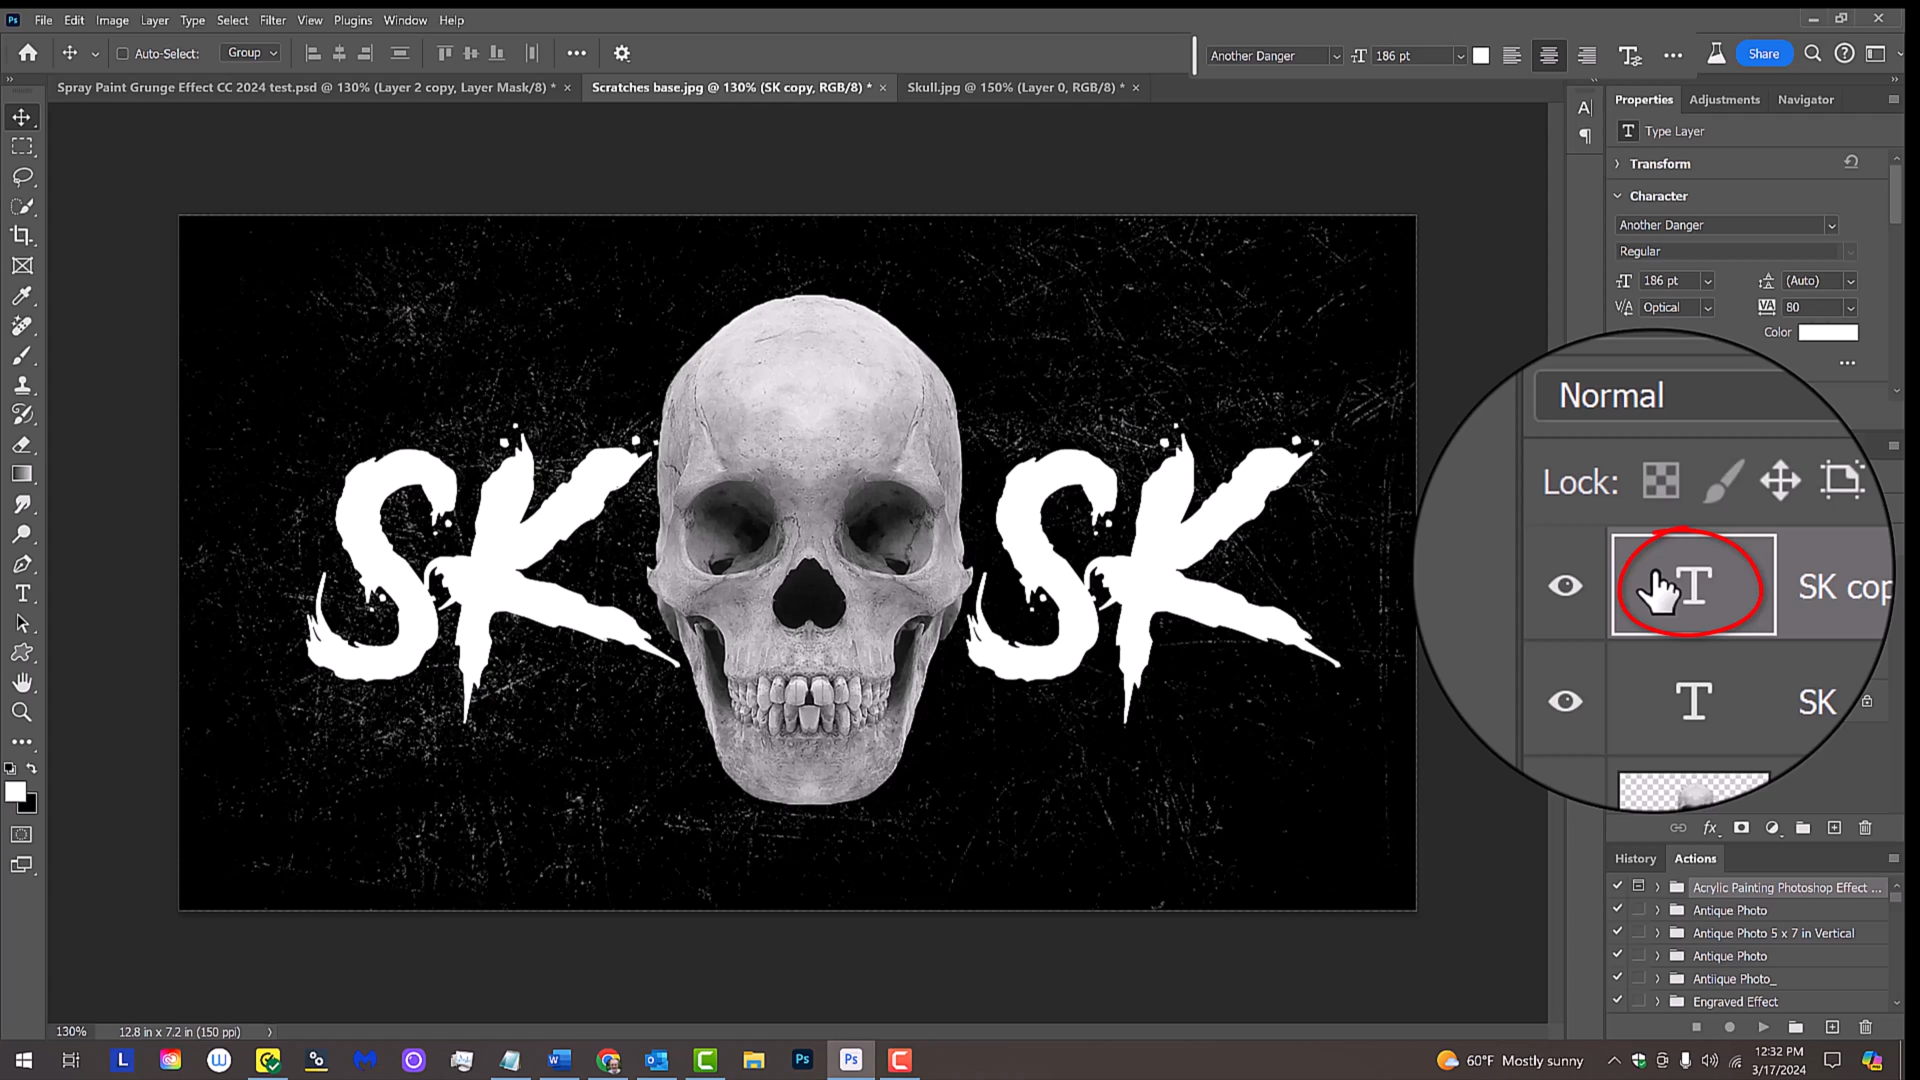 File Edit Image Layer Type Select Filter View Plugins Window Help
Auto-Select: Group
Another Danger 186 pt Share
Spray Paint Grunge Effect CC 2024 test.psd @ 130% (Layer 2 copy, Layer Mask/8) * Scratches base.jpg @ 130% (SK copy, RGB/8) * Skull.jpg @ 150% (Layer 0, RGB/8) *
Properties Adjustments Navigator
Type Layer
Transform
Character
Another Danger
Regular
186 pt (Auto)
Optical 80
Color
Normal
Lock:
SK cop
SK
SK SK
History Actions
Acrylic Painting Photoshop Effect ...
Antique Photo
Antique Photo 5 x 7 in Vertical
Antique Photo
Antiique Photo_
Engraved Effect
130% 12.8 in x 7.2 in (150 ppi)
60°F Mostly sunny
12:32 PM
3/17/2024